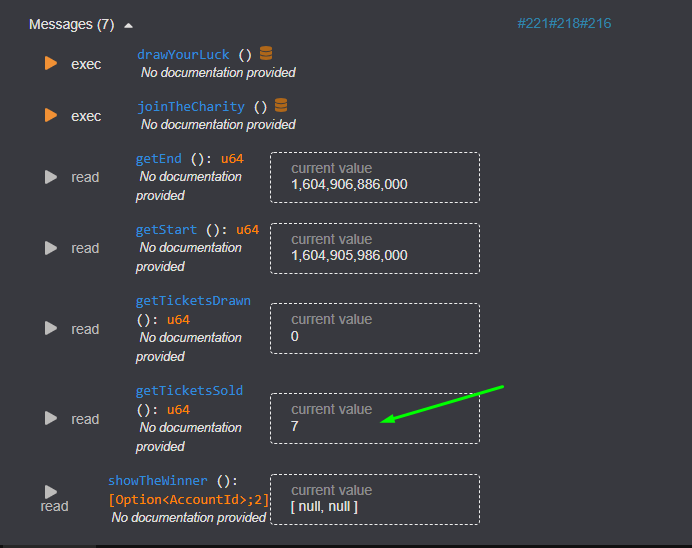 Messages (7)
#221#218#216
exec
drawYourLuck ()
No documentation provided
exec
joinTheCharity ()
No documentation provided
read
getEnd (): u64
No documentation
provided
current value
1,604,906,886,000
read
getStart (): u64
No documentation
provided
current value
1,604,905,986,000
read
getTicketsDrawn
(): u64
No documentation
provided
current value
0
read
getTicketsSold
(): u64
No documentation
provided
current value
7
read
showTheWinner ():
[Option<AccountId>;2]
No documentation provided
current value
[ null, null ]